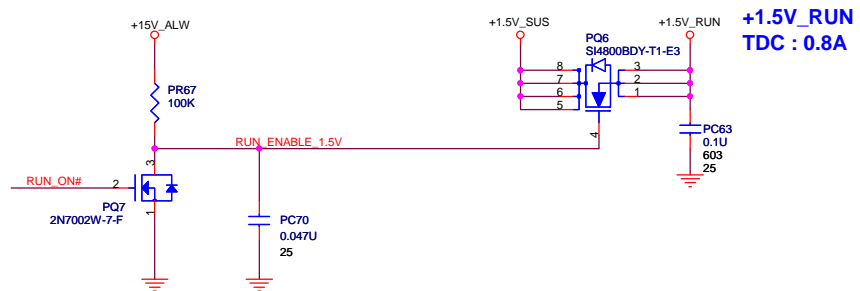 +15V_ALW
+1.5V_SUS
+1.5V_RUN
+1.5V_RUN
TDC : 0.8A
PQ6
SI4800BDY-T1-E3
8
7
6
5
3
2
1
4
PR67
100K
RUN_ENABLE_1.5V
3
RUN_ON#
2
1
PQ7
2N7002W-7-F
PC70
0.047U
25
PC63
0.1U
603
25